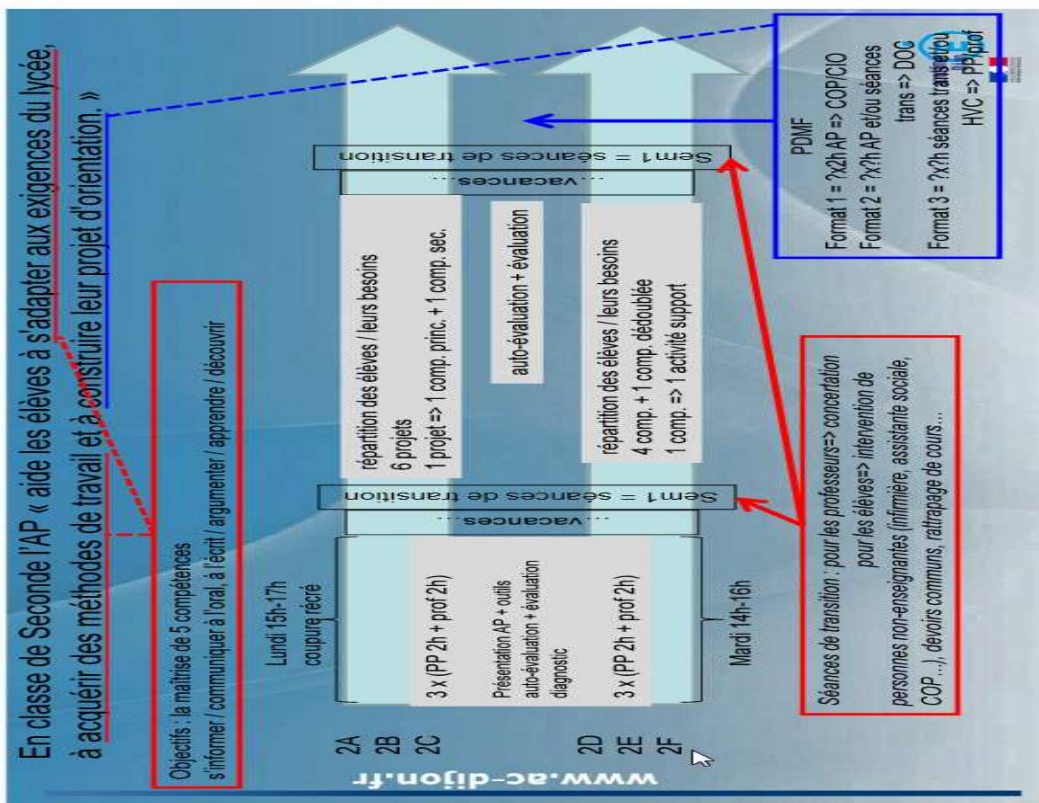 En classe de Seconde l'AP « aide les élèves à s'adapter aux exigences du lycée,
à acquérir des méthodes de travail et à construire leur projet d'orientation. »
Objectifs : la maîtrise de 5 compétences
s'informer / communiquer à l'oral, à l'écrit / argumenter / apprendre / découvrir
Lundi 15h-17h
coupure récré
2A
2B
2C
2D
2E
2F
3 x (PP 2h + prof 2h)
Présentation AP + outils
auto-évaluation + évaluation
diagnostic
3 x (PP 2h + prof 2h)
Mardi 14h-16h
...vacances
Sem1 = séances de transition
répartition des élèves / leurs besoins
6 projets
1 projet => 1 comp. princ. + 1 comp. sec.
auto-évaluation + évaluation
répartition des élèves / leurs besoins
4 comp. + 1 comp. dédoublée
1 comp. => 1 activité support
...vacances
Sem1 = séances de transition
Séances de transition : pour les professeurs=> concertation
pour les élèves=> intervention de
personnes non-enseignantes (infirmière, assistante sociale,
COP…), devoirs communs, rattrapage de cours…
PDMF
Format 1 = ?x2h AP => COP/CIO
Format 2 = ?x?h AP et/ou séances
trans => DOC
Format 3 = ?x?h séances trans et/ou
HVC => PP/prof
www.ac-dijon.fr